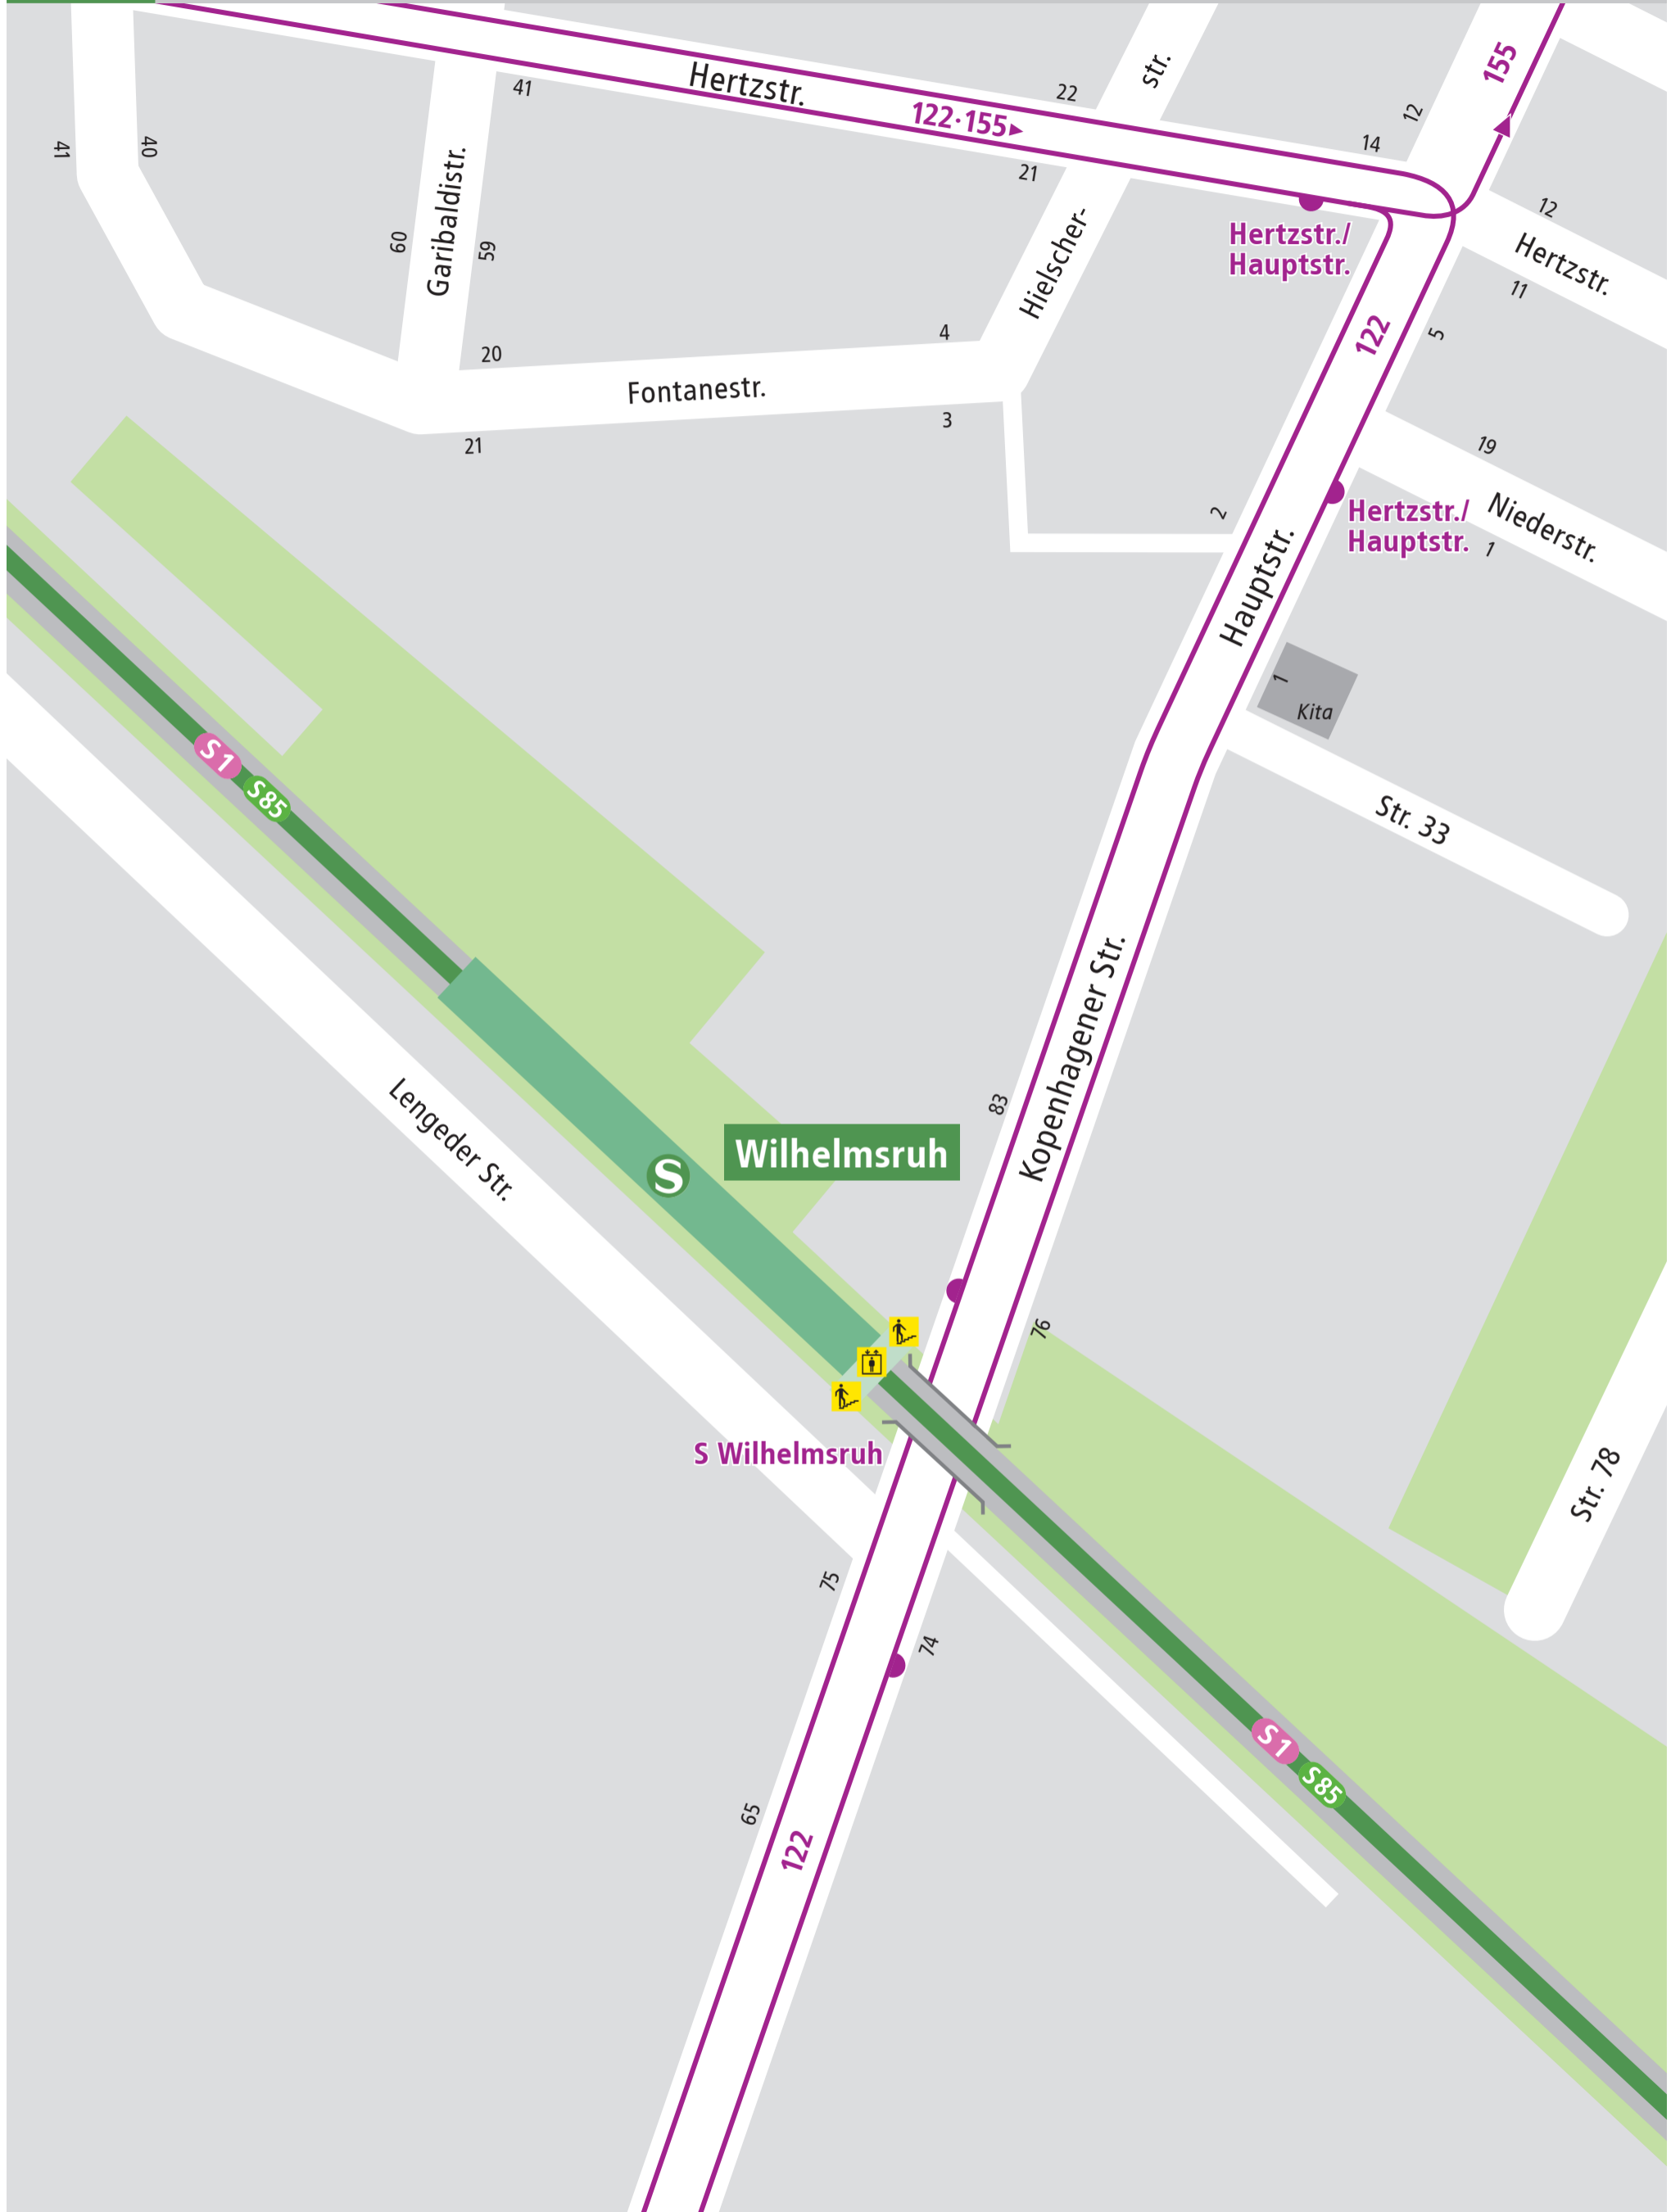 155
Hertzstr.
str.
41
22
122·155
12
14
41
40
21
Garibaldistr.
60
59
Hielscher-
Hertzstr./
Hauptstr.
12
Hertzstr.
11
122
5
4
20
Fontanestr.
3
21
19
Niederstr.
1
2
Hertzstr./
Hauptstr.
Hauptstr.
1
Kita
S1
S85
Str. 33
Kopenhagener Str.
83
Lengeder Str.
Wilhelmsruh
S
76
S Wilhelmsruh
Str. 78
75
74
S1
S85
65
122